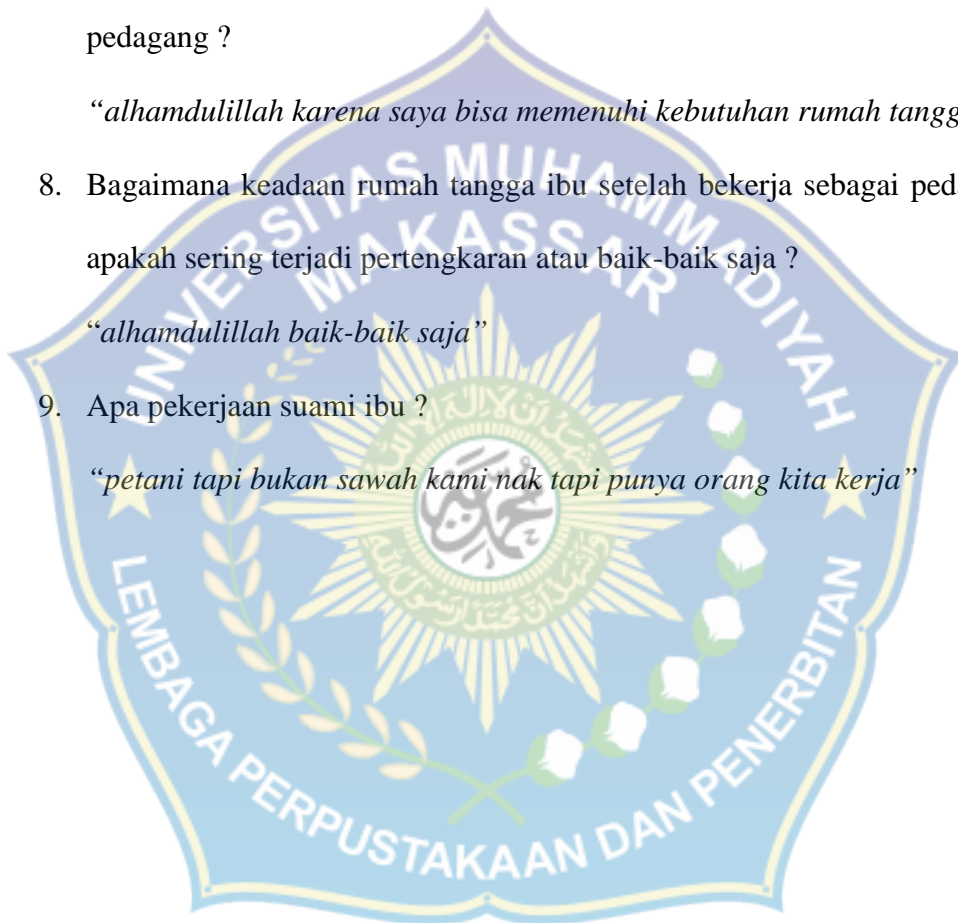 pedagang ?
“alhamdulillah karena saya bisa memenuhi kebutuhan rumah tangg
8. Bagaimana keadaan rumah tangga ibu setelah bekerja sebagai peda
apakah sering terjadi pertengkaran atau baik-baik saja ?
“alhamdulillah baik-baik saja”
9. Apa pekerjaan suami ibu ?
“petani tapi bukan sawah kami nak tapi punya orang kita kerja”
UNIVERSITAS MUHAMMADIYAH
MAKASSAR
LEMBAGA PERPUSTAKAAN DAN PENERBITAN